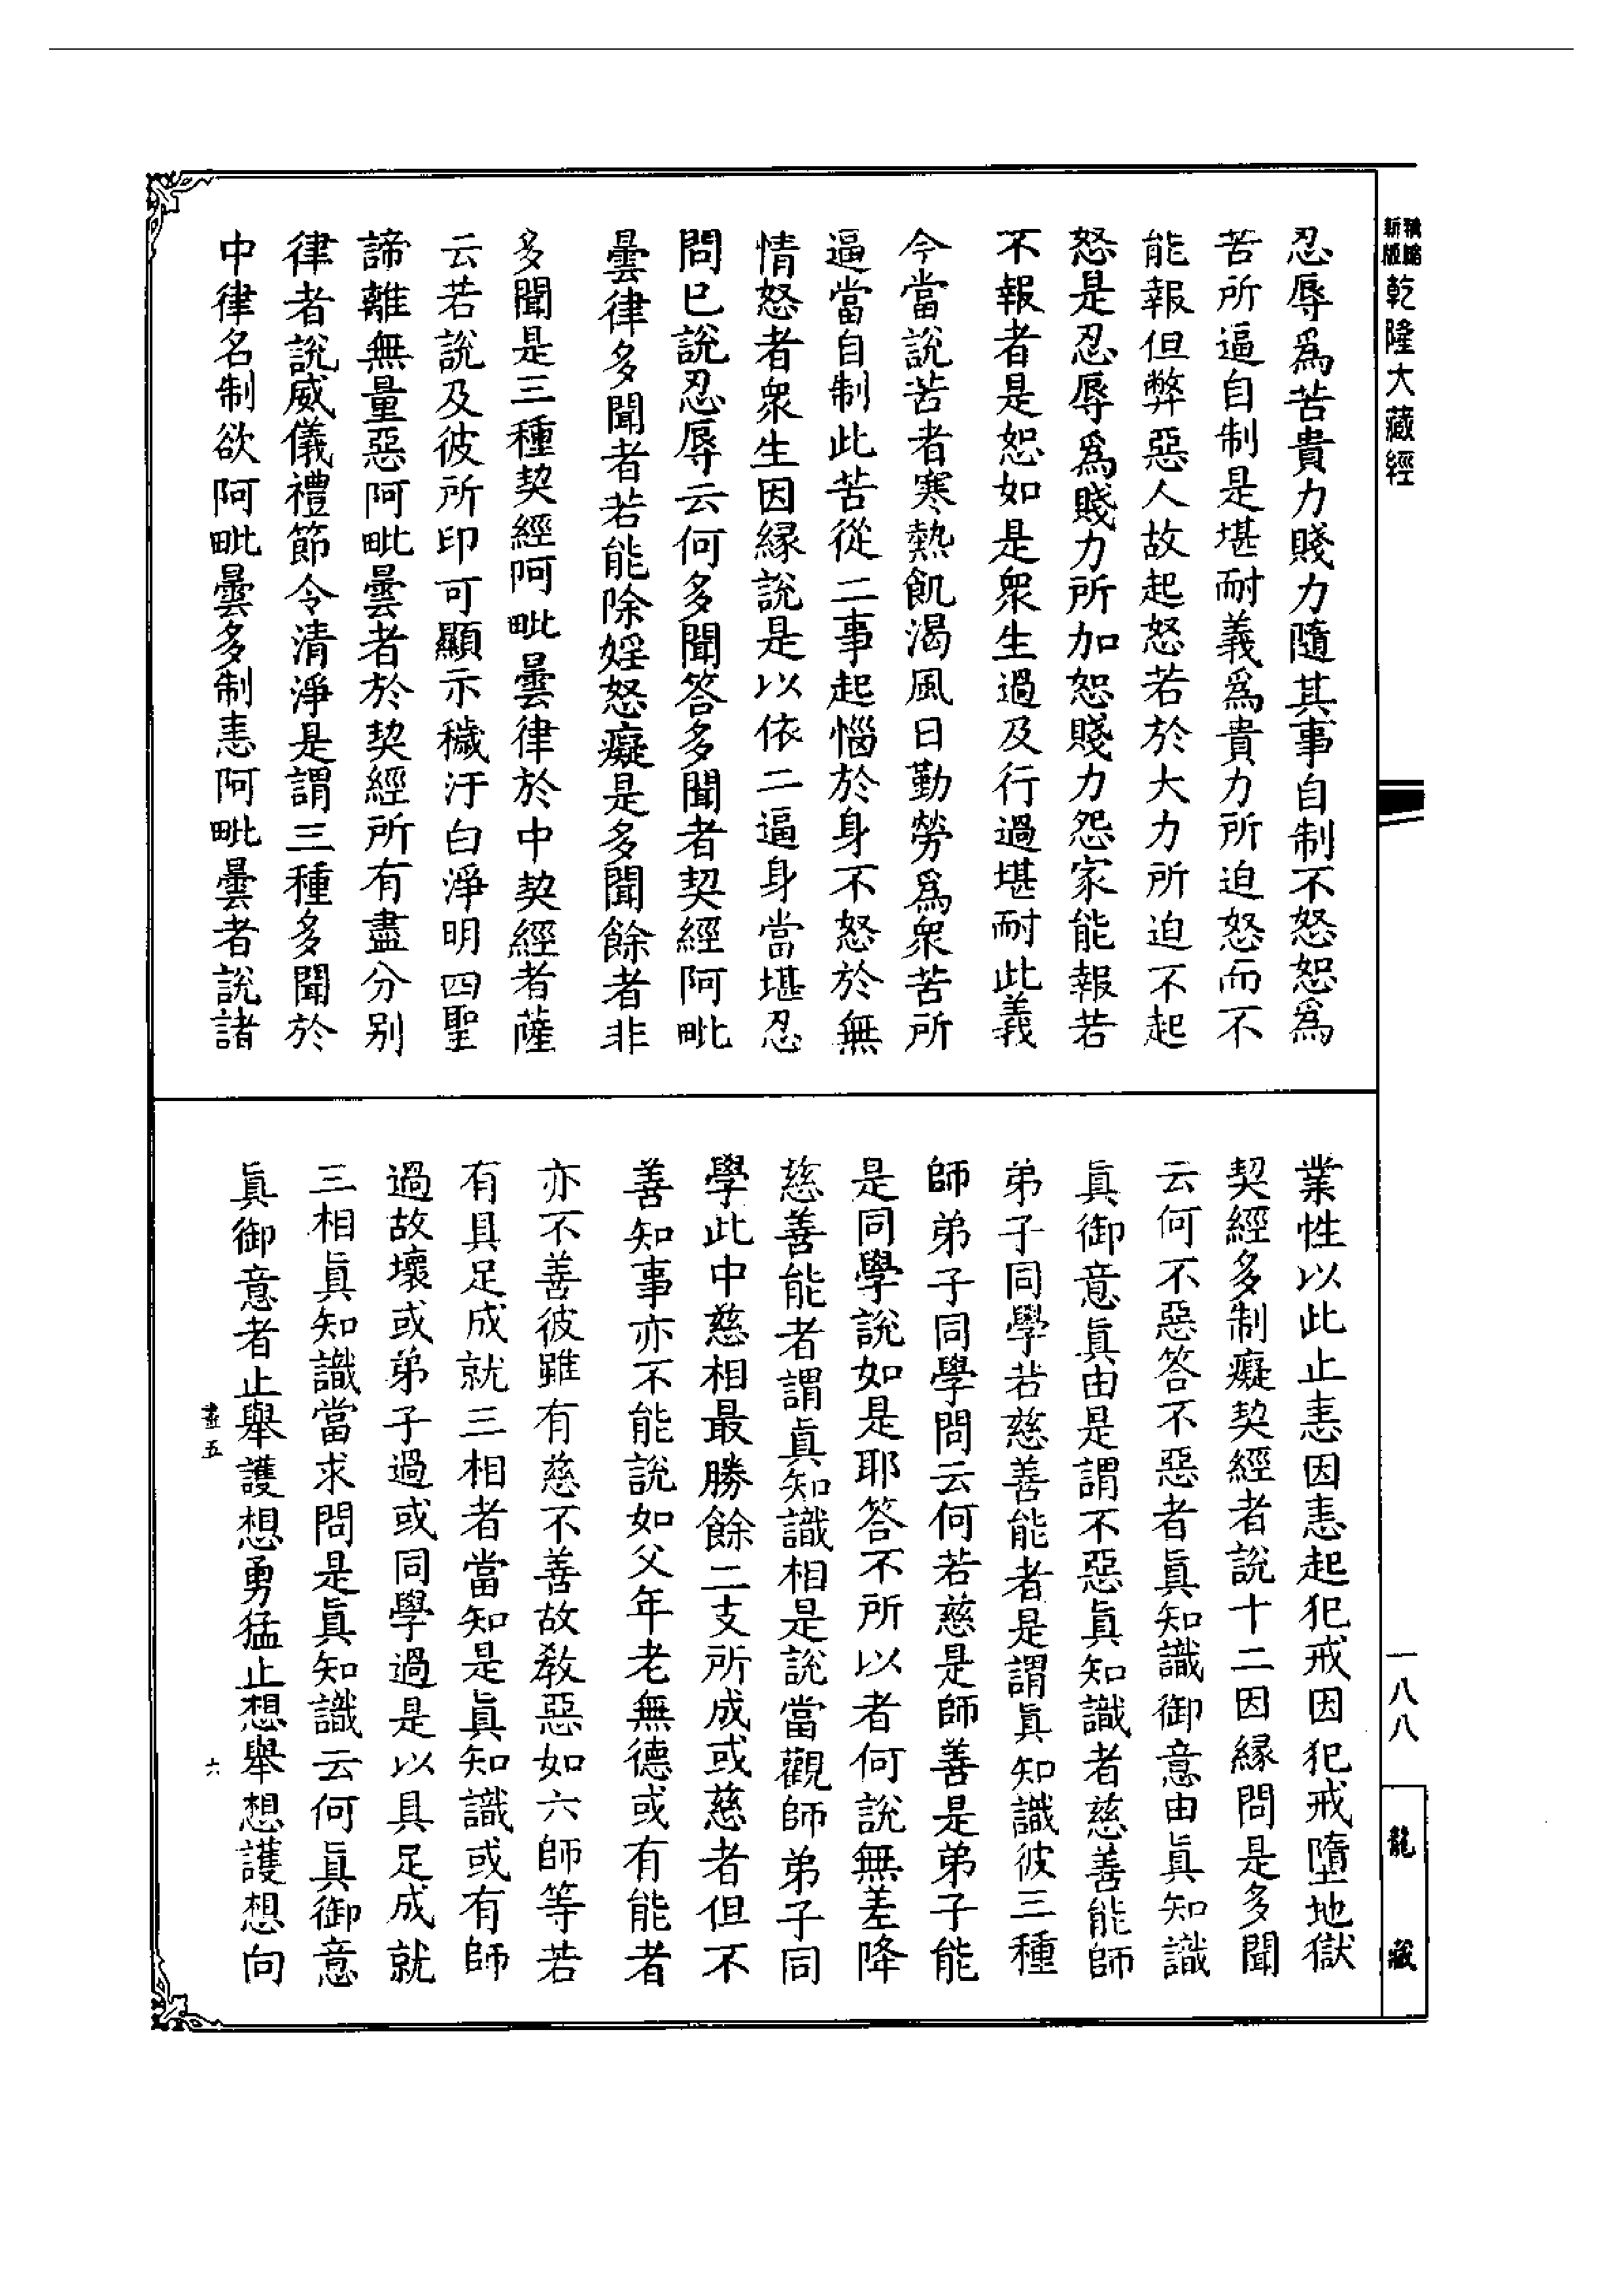 新版精縮
乾隆大藏經
忍辱爲苦貴力賤力隨其事自制不怒恕爲
苦所逼自制是堪耐義爲貴力所迫怒而不
能報但弊惡人故起怒若於大力所迫不起
怒是忍辱爲賤力所加恕賤力怨家能報若
不報者是恕如是衆生過及行過堪耐此義
今當說苦者寒熱飢渴風日勤勞爲衆苦所
逼當自制此苦從二事起惱於身不怒於無
情怒者衆生因緣說是以依二逼身當堪忍
問已說忍辱云何多聞答多聞者契經阿毗
曇律多聞者若能除婬怒癡是多聞餘者非
多聞是三種契經阿毗曇律於中契經者薩
云若說及彼所印可顯示穢汙白淨明四聖
諦離無量惡阿毗曇者於契經所有盡分別
律者說威儀禮節令清淨是謂三種多聞於
中律名制欲阿毗曇多制恚阿毗曇者說諸
業性以此止恚因恚起犯戒因犯戒墮地獄
契經多制癡契經者說十二因緣問是多聞
云何不惡答不惡者眞知識御意由眞知識
眞御意眞由是謂不惡眞知識者慈善能師
弟子同學若慈善能者是謂眞知識彼三種
師弟子同學問云何若慈是師善是弟子能
是同學說如是耶答不所以者何說無差降
慈善能者謂眞知識相是說當觀師弟子同
學此中慈相最勝餘二支所成或慈者但不
善知事亦不能說如父年老無德或有能者
亦不善彼雖有慈不善故教惡如六師等若
有具足成就三相者當知是眞知識或有師
過故壞或弟子過或同學過是以具足成就
三相眞知識當求問是眞知識云何眞御意
眞御意者止舉護想勇猛止想舉想護想向
盡五
六
一八八
龍藏